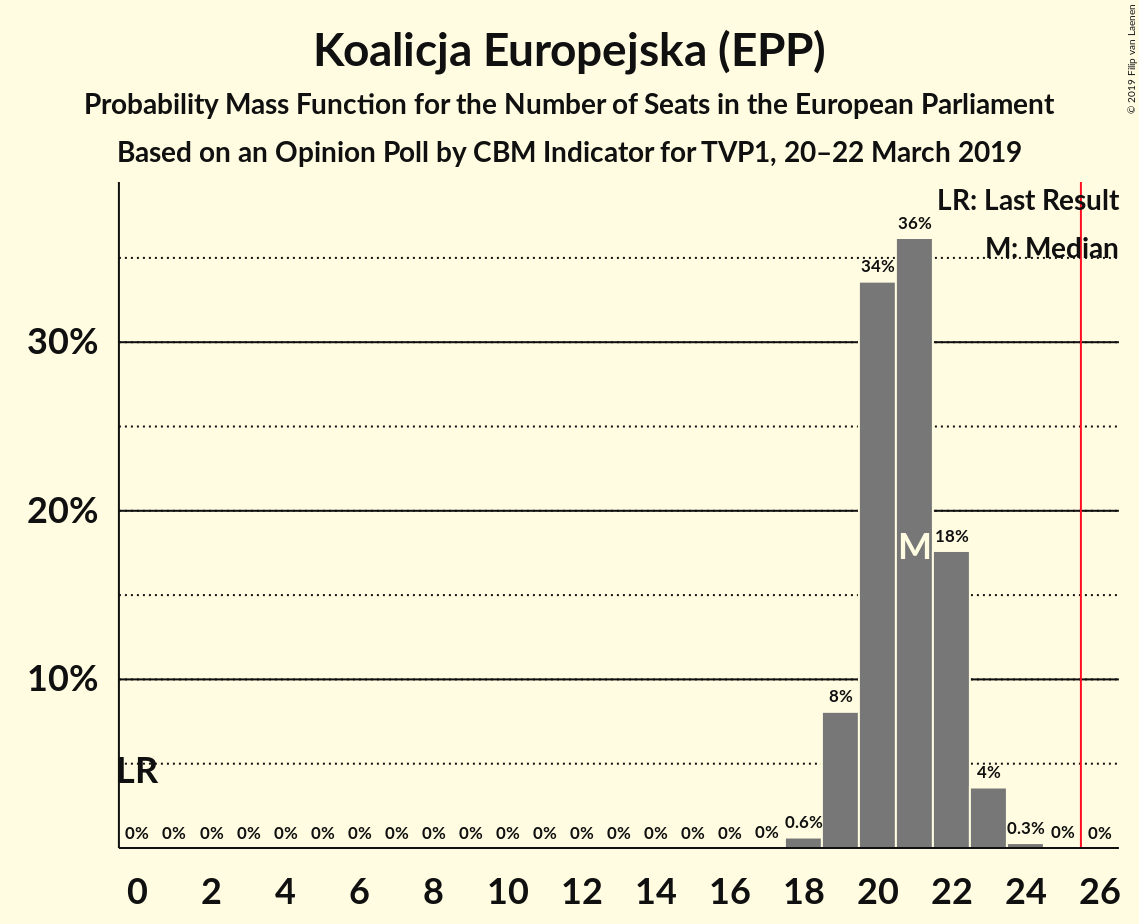 Koalicja Europejska (EPP)
Probability Mass Function for the Number of Seats in the European Parliament
Based on an Opinion Poll by CBM Indicator for TVP1, 20–22 March 2019
© 2019 Filip van Laenen
LR: Last Result
M: Median
36%
34%
30%
20%
M
18%
10%
8%
LR
4%
0% 0% 0% 0% 0% 0% 0% 0% 0% 0% 0% 0% 0% 0% 0% 0% 0% 0% 0.6% 0.3% 0% 0%
0 2 4 6 8 10 12 14 16 18 20 22 24 26